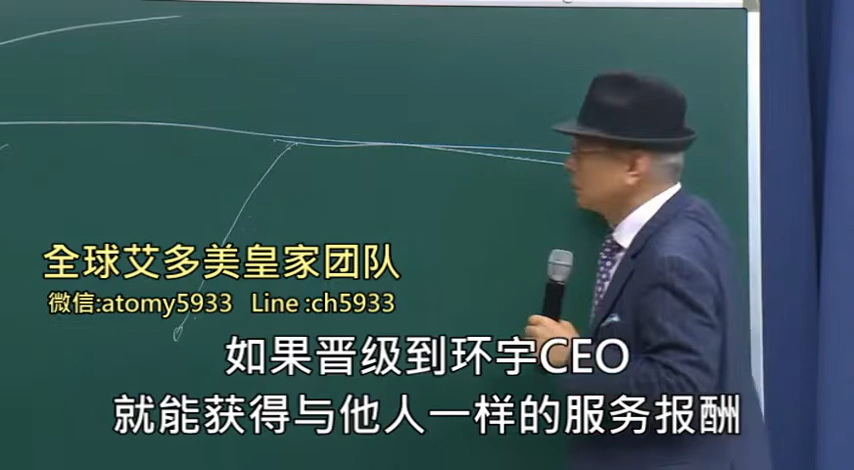 全球艾多美皇家团队
微信:atomy5933 Line:ch5933
如果晋级到环宇CEO
就能获得与他人一样的服务报酬